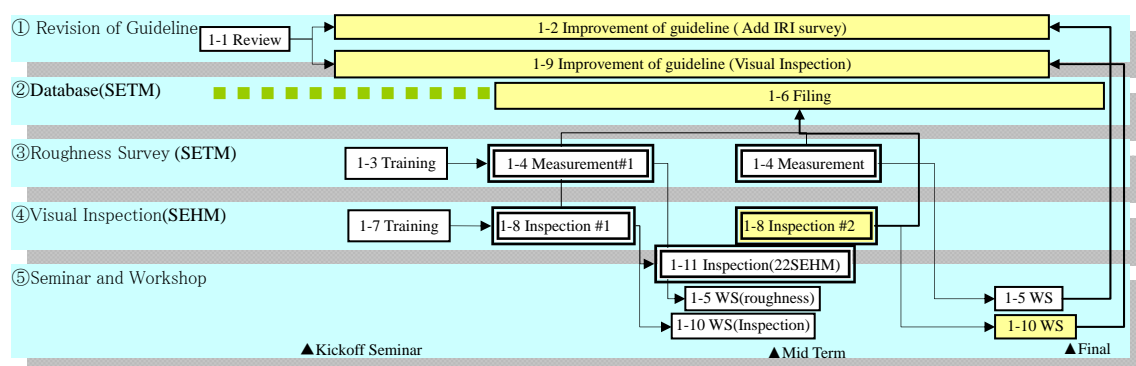 ① Revision of Guideline
1-1 Review
1-2 Improvement of guideline ( Add IRI survey)
1-9 Improvement of guideline (Visual Inspection)
②Database(SETM)
1-6 Filing
③Roughness Survey (SETM)
1-3 Training
1-4 Measurement#1
1-4 Measurement
④Visual Inspection(SEHM)
1-7 Training
1-8 Inspection #1
1-8 Inspection #2
1-11 Inspection(22SEHM)
⑤Seminar and Workshop
1-5 WS(roughness)
1-5 WS
1-10 WS(Inspection)
1-10 WS
▲Kickoff Seminar
▲Mid Term
▲Final